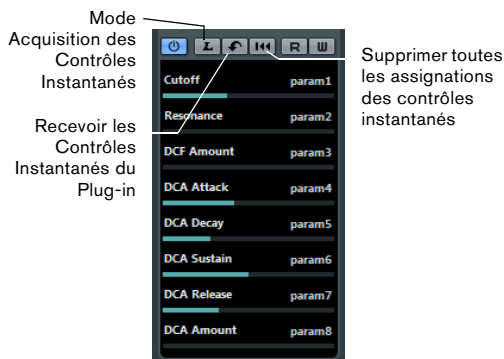 Mode
Acquisition des
Contrôles
Instantanés
Recevoir les
Contrôles
Instantanés du
Plug-in
L
R W
Supprimer toutes
les assignations
des contrôles
instantanés
Cutoff param1
Resonance param2
DCF Amount param3
DCA Attack param4
DCA Decay param5
DCA Sustain param6
DCA Release param7
DCA Amount param8